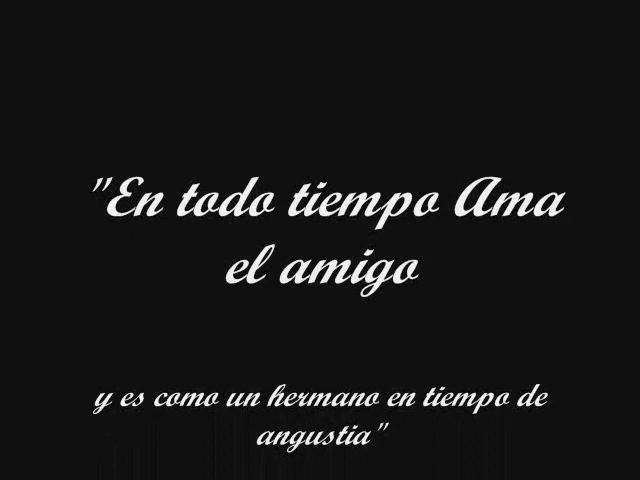 "En todo tiempo Ama
el amigo
y es como un hermano en tiempo de
angustia"